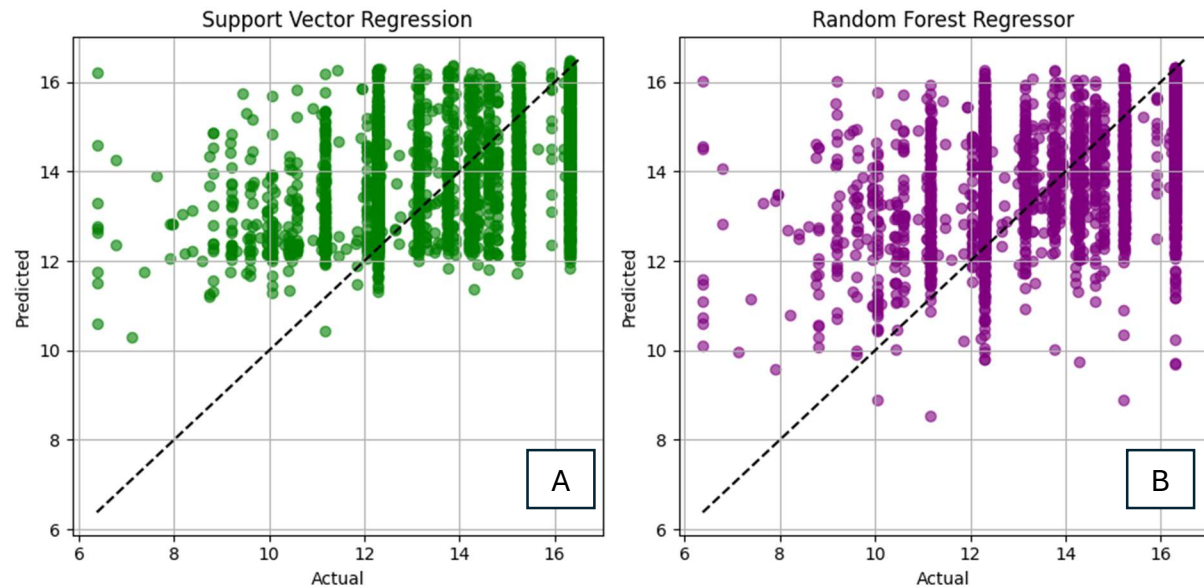 Support Vector Regression
Predicted
16
14
12
10
8
6
6 8 10 12 14 16
Actual
A
Random Forest Regressor
Predicted
16
14
12
10
8
6
6 8 10 12 14 16
Actual
B